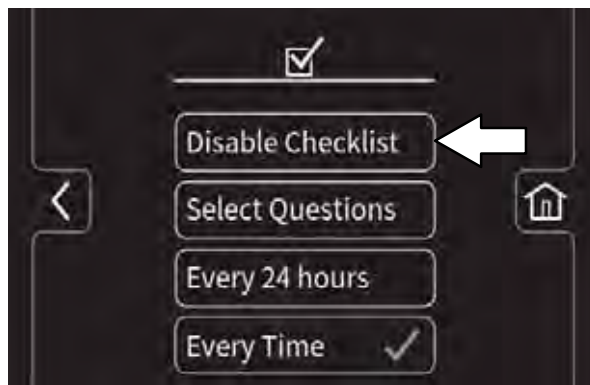 Disable Checklist
Select Questions
Every 24 hours
Every Time